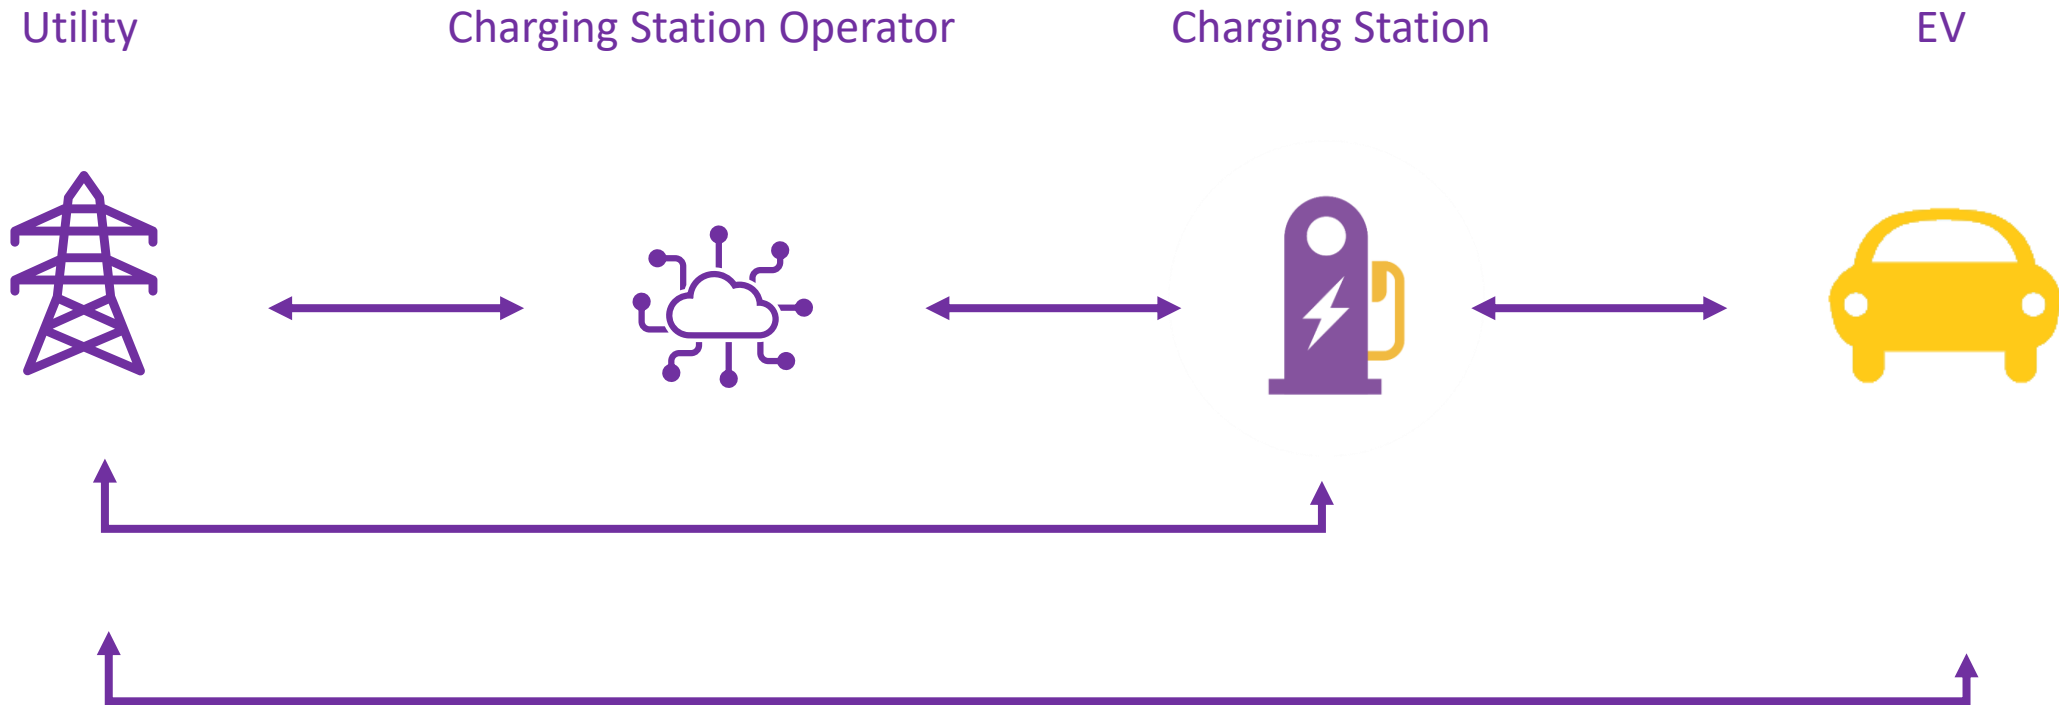 Utility
Charging Station Operator
Charging Station
EV